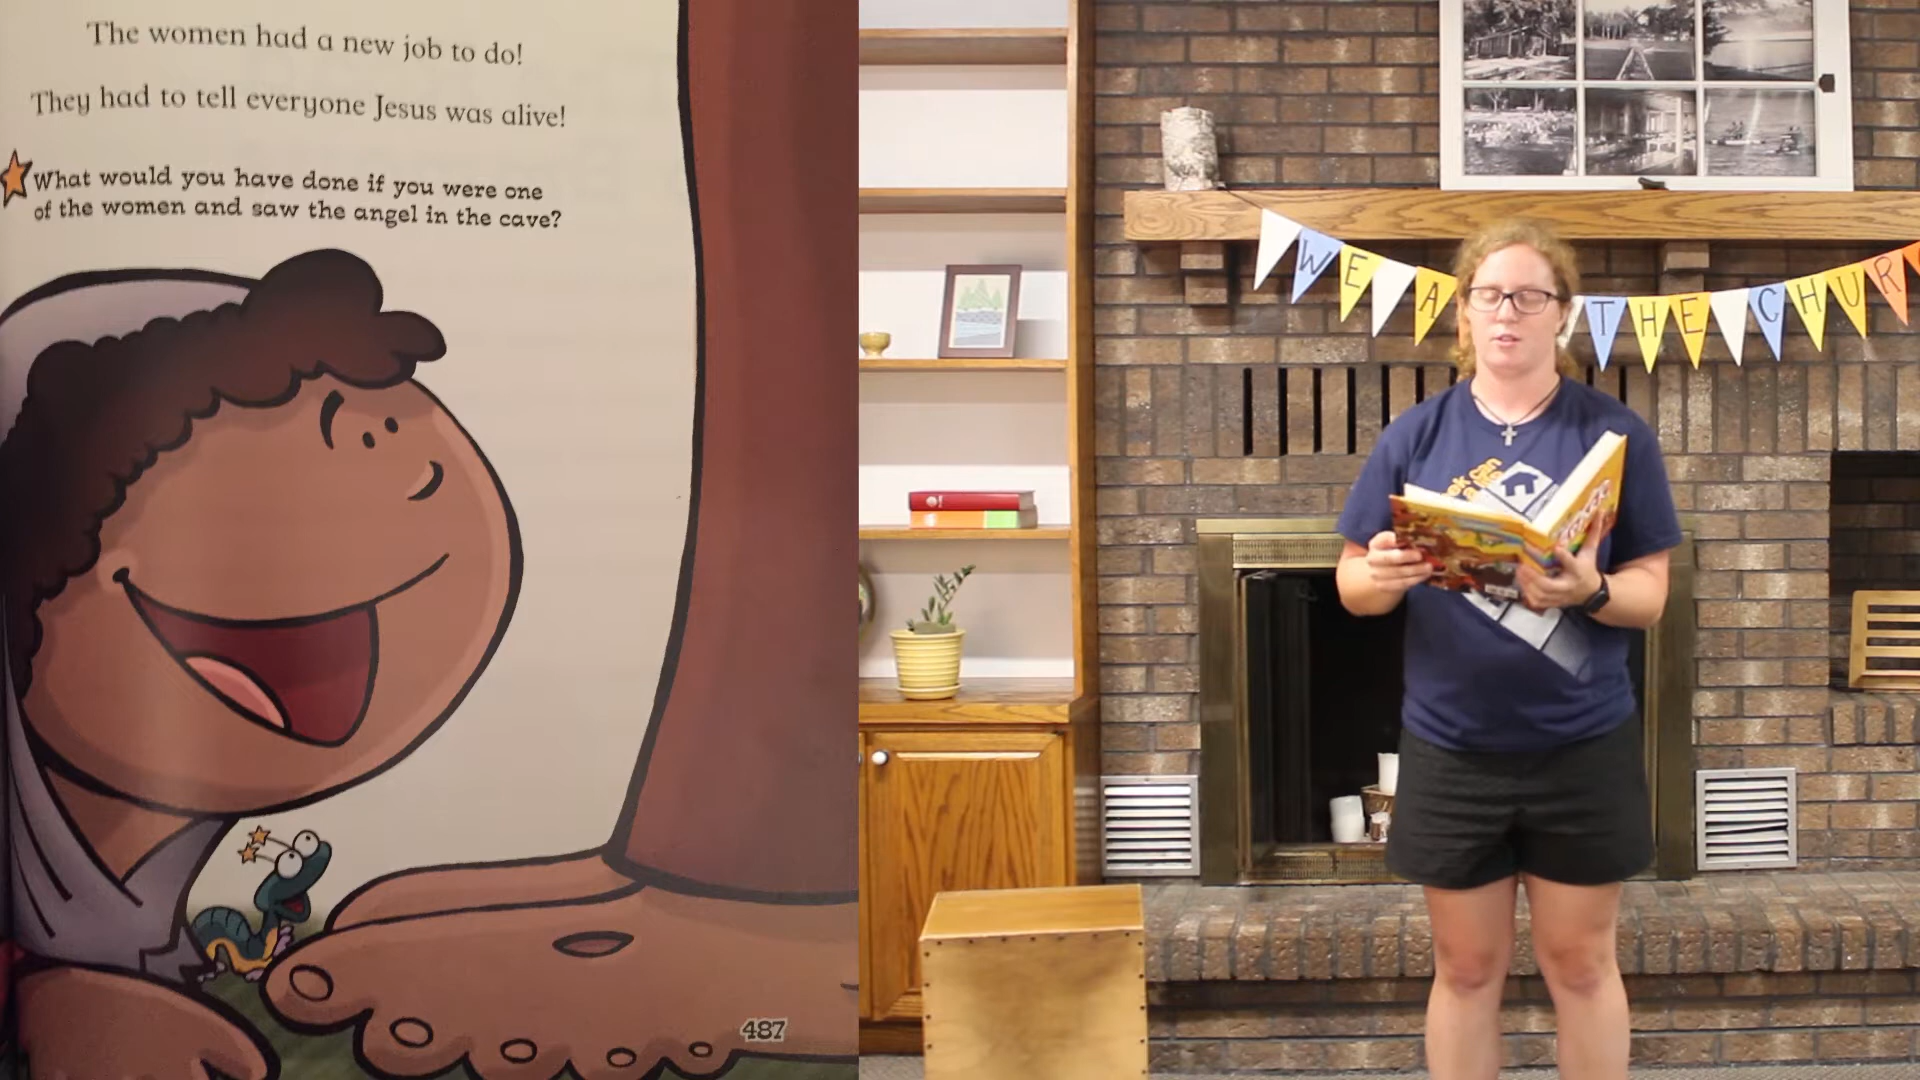 The women had a new job to do!
They had to tell everyone Jesus was alive!
What would you have done if you were one
of the women and saw the angel in the cave?
487
WE A THE CHUR